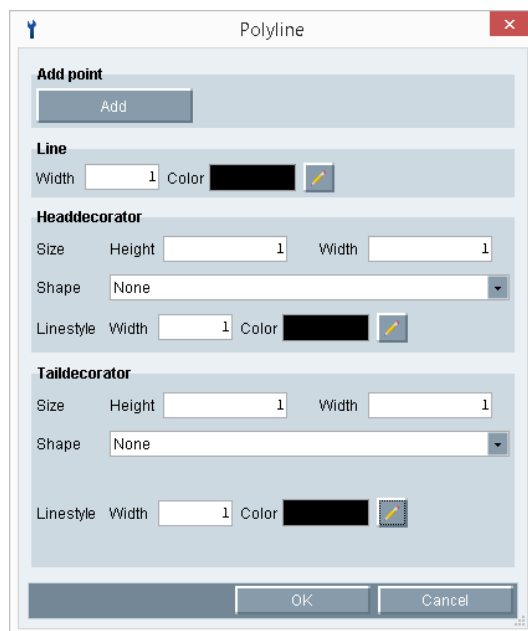 Polyline
Add point
Add
Line
Width 1 Color
Headdecorator
Size Height 1 Width 1
Shape None
Linestyle Width 1 Color
Taildecorator
Size Height 1 Width 1
Shape None
Linestyle Width 1 Color
OK Cancel